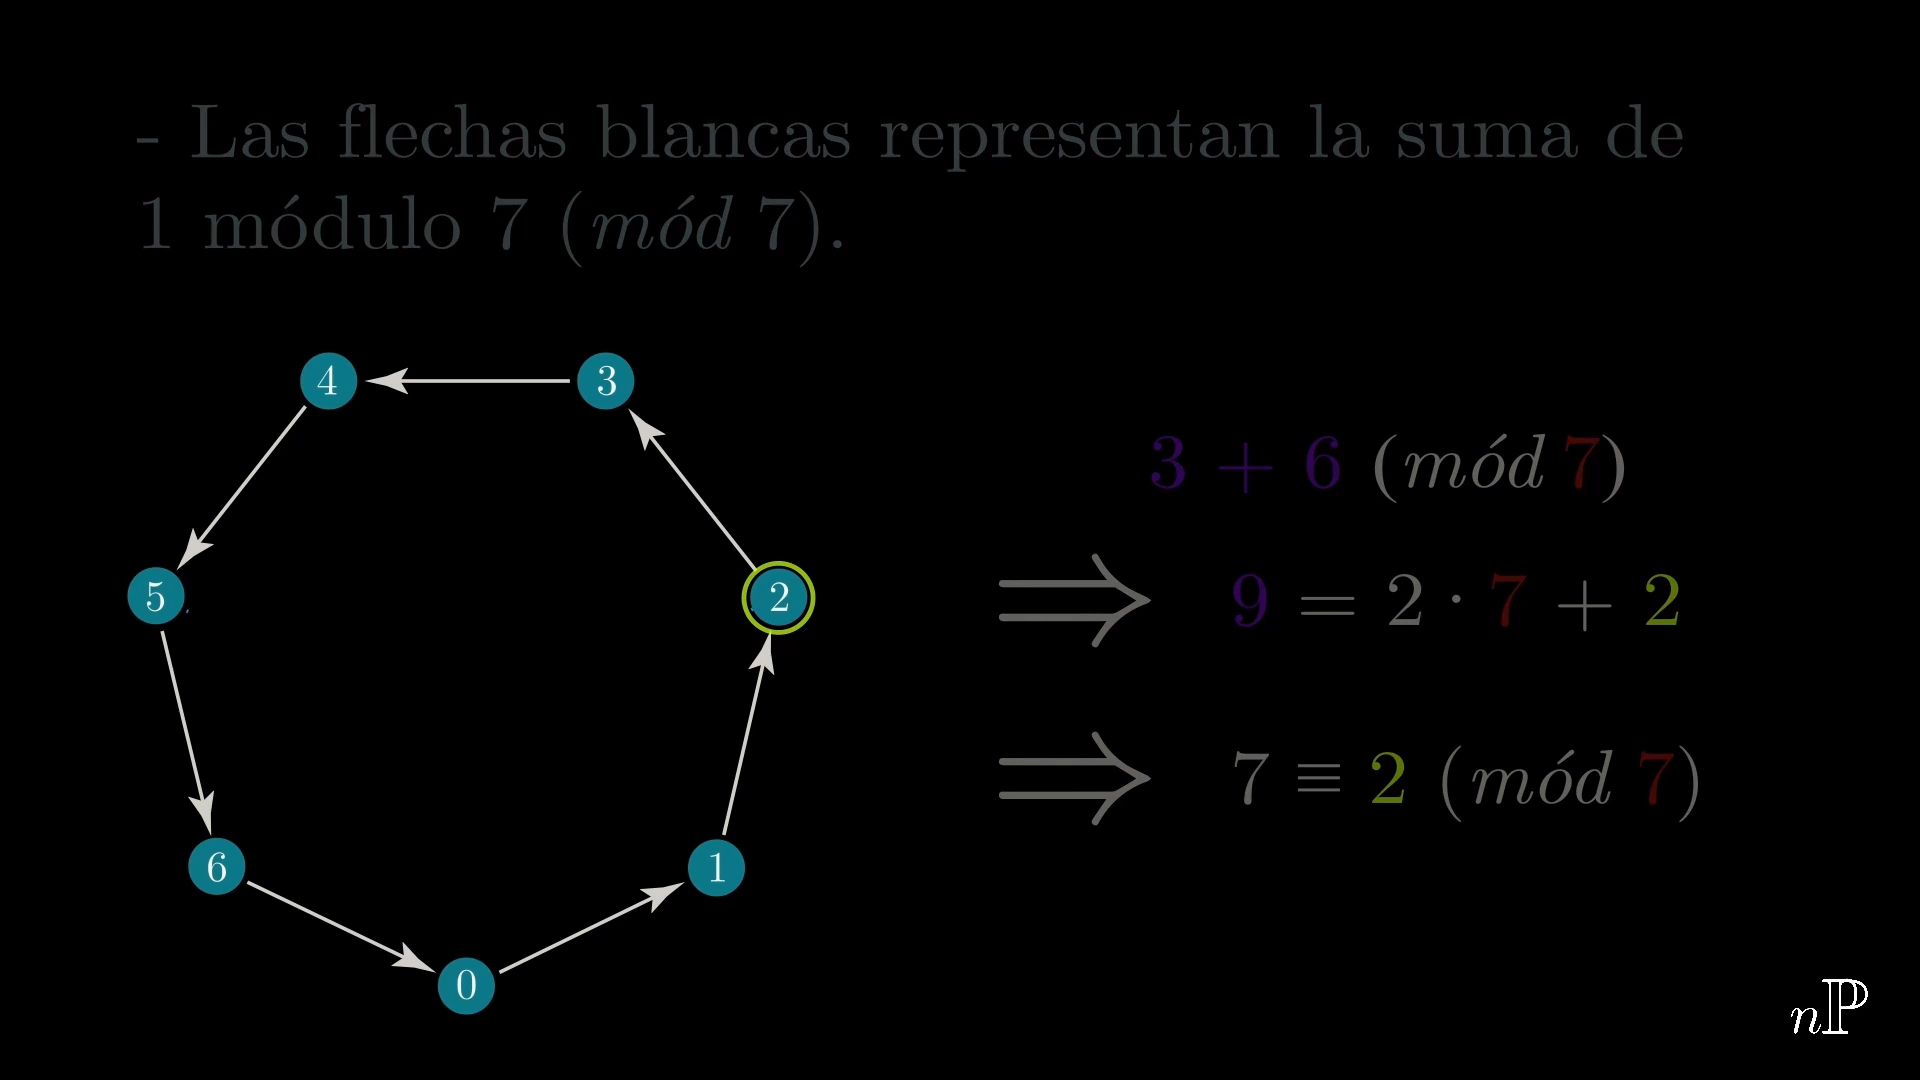 - Las flechas blancas representan la suma de
1 módulo 7 (mód 7).
4
3
3 + 6 (mód 7)
5
2
⟹ 9 = 2 · 7 + 2
⟹ 7 ≡ 2 (mód 7)
6
1
0
nℙ